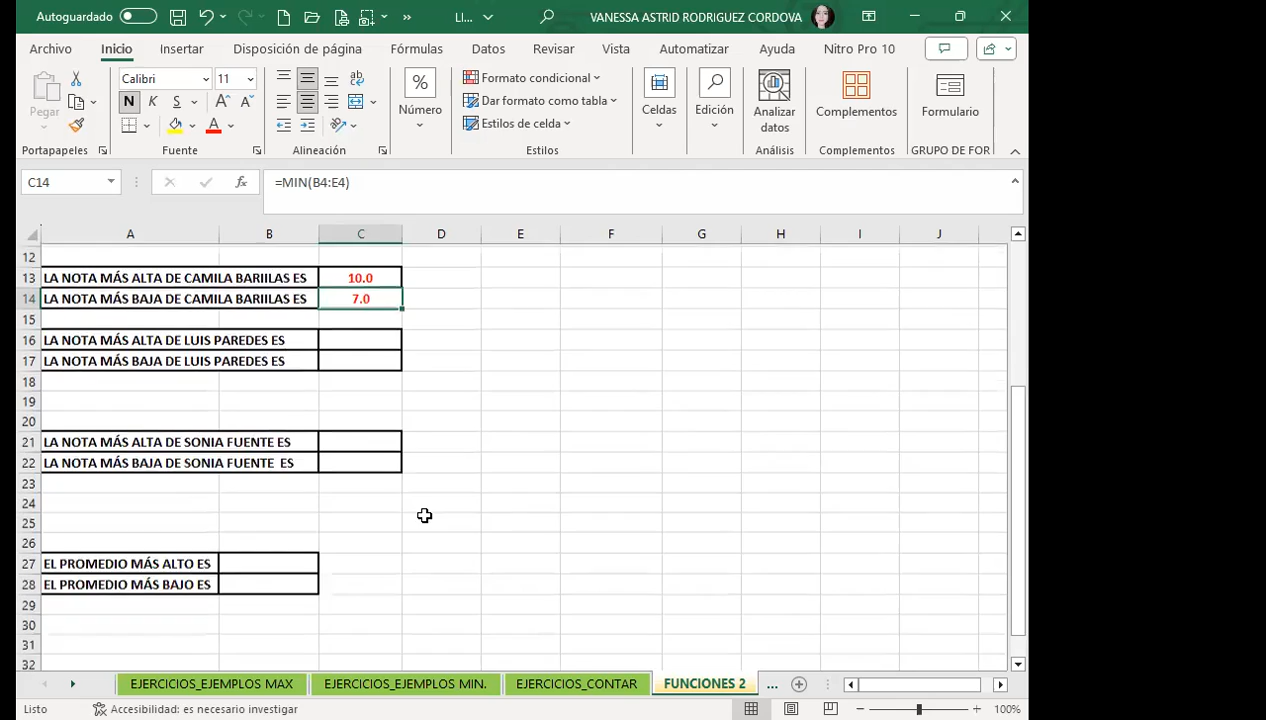 Autoguardado
LI...
VANESSA ASTRID RODRIGUEZ CORDOVA
Archivo Inicio Insertar Disposición de página Fórmulas Datos Revisar Vista Automatizar Ayuda Nitro Pro 10
Pegar
Portapapeles
Calibri 11
N K S
Fuente
Alineación
%
Número
Formato condicional
Dar formato como tabla
Estilos de celda
Estilos
Celdas
Edición
Analizar
datos
Análisis
Complementos
Complementos
Formulario
GRUPO DE FOR
C14 fx =MIN(B4:E4)
A B C D E F G H I J
12
13 LA NOTA MÁS ALTA DE CAMILA BARIILAS ES 10.0
14 LA NOTA MÁS BAJA DE CAMILA BARIILAS ES 7.0
15
16 LA NOTA MÁS ALTA DE LUIS PAREDES ES
17 LA NOTA MÁS BAJA DE LUIS PAREDES ES
18
19
20
21 LA NOTA MÁS ALTA DE SONIA FUENTE ES
22 LA NOTA MÁS BAJA DE SONIA FUENTE ES
23
24
25
26
27 EL PROMEDIO MÁS ALTO ES
28 EL PROMEDIO MÁS BAJO ES
29
30
31
32
EJERCICIOS_EJEMPLOS MAX EJERCICIOS_EJEMPLOS MIN. EJERCICIOS_CONTAR FUNCIONES 2 ...
Listo Accesibilidad: es necesario investigar 100%